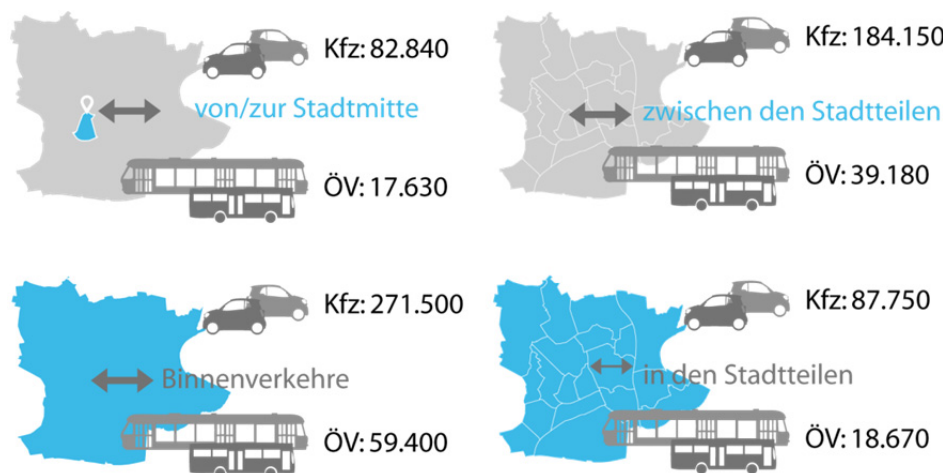 Kfz: 82.840
von/zur Stadtmitte
ÖV: 17.630
Kfz: 184.150
zwischen den Stadtteilen
ÖV: 39.180
Kfz: 271.500
Binnenverkehre
ÖV: 59.400
Kfz: 87.750
in den Stadtteilen
ÖV: 18.670